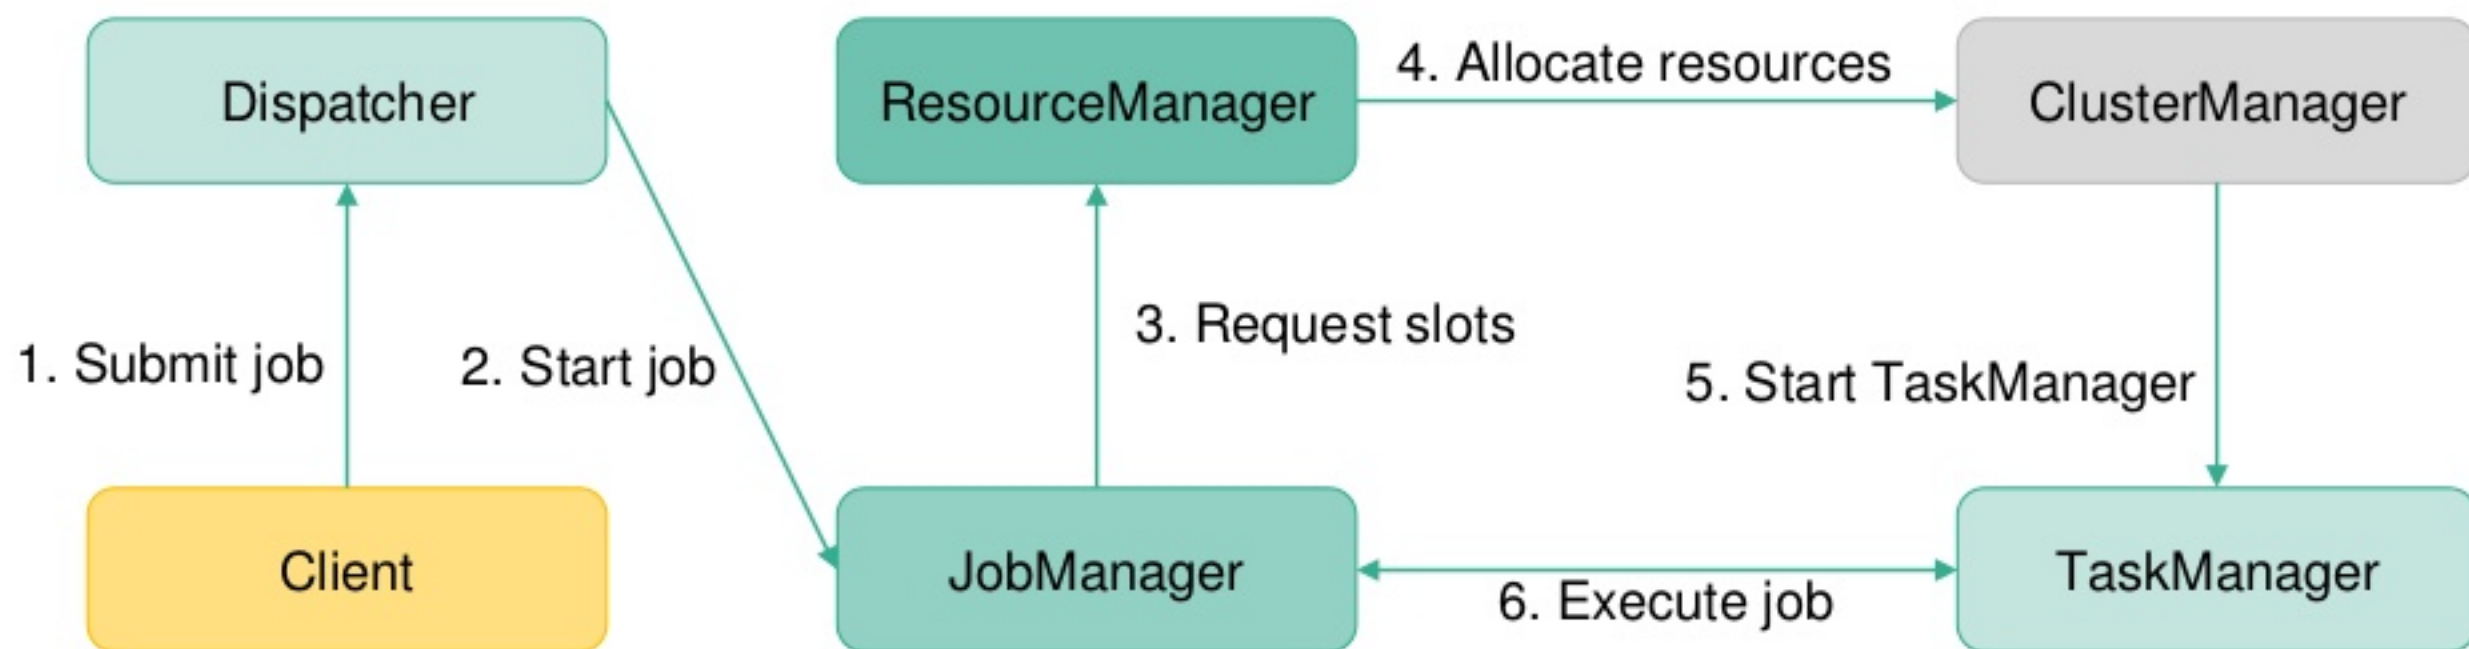 Dispatcher
ResourceManager
4. Allocate resources
ClusterManager
1. Submit job
2. Start job
3. Request slots
5. Start TaskManager
Client
JobManager
6. Execute job
TaskManager